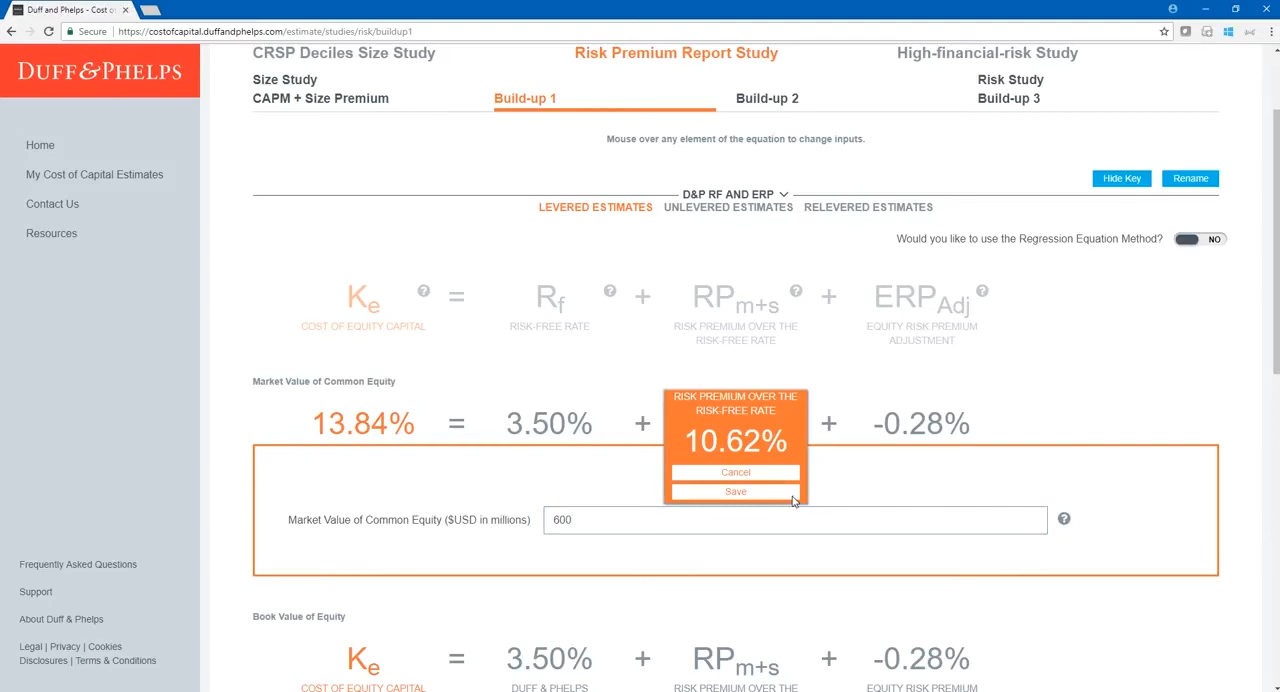 Duff and Phelps - Cost o
Secure | https://costofcapital.duffandphelps.com/estimate/studies/risk/buildup1
DUFF&PHELPS
Home
My Cost of Capital Estimates
Contact Us
Resources
Frequently Asked Questions
Support
About Duff & Phelps
Legal | Privacy | Cookies
Disclosures | Terms & Conditions
CRSP Deciles Size Study
Risk Premium Report Study
High-financial-risk Study
Size Study
Risk Study
CAPM + Size Premium
Build-up 1
Build-up 2
Build-up 3
Mouse over any element of the equation to change inputs.
Hide Key
Rename
D&P RF AND ERP
LEVERED ESTIMATES UNLEVERED ESTIMATES RELEVERED ESTIMATES
Would you like to use the Regression Equation Method? NO
Ke ? = Rf ? + RPm+s ? + ERPAdj ?
COST OF EQUITY CAPITAL
RISK-FREE RATE
RISK PREMIUM OVER THE
RISK-FREE RATE
EQUITY RISK PREMIUM
ADJUSTMENT
Market Value of Common Equity
13.84% = 3.50% + + -0.28%
RISK PREMIUM OVER THE
RISK-FREE RATE
10.62%
Cancel
Save
Market Value of Common Equity ($USD in millions) 600 ?
Book Value of Equity
Ke = 3.50% + RPm+s + -0.28%
COST OF EQUITY CAPITAL
DUFF & PHELPS
RISK PREMIUM OVER THE
EQUITY RISK PREMIUM